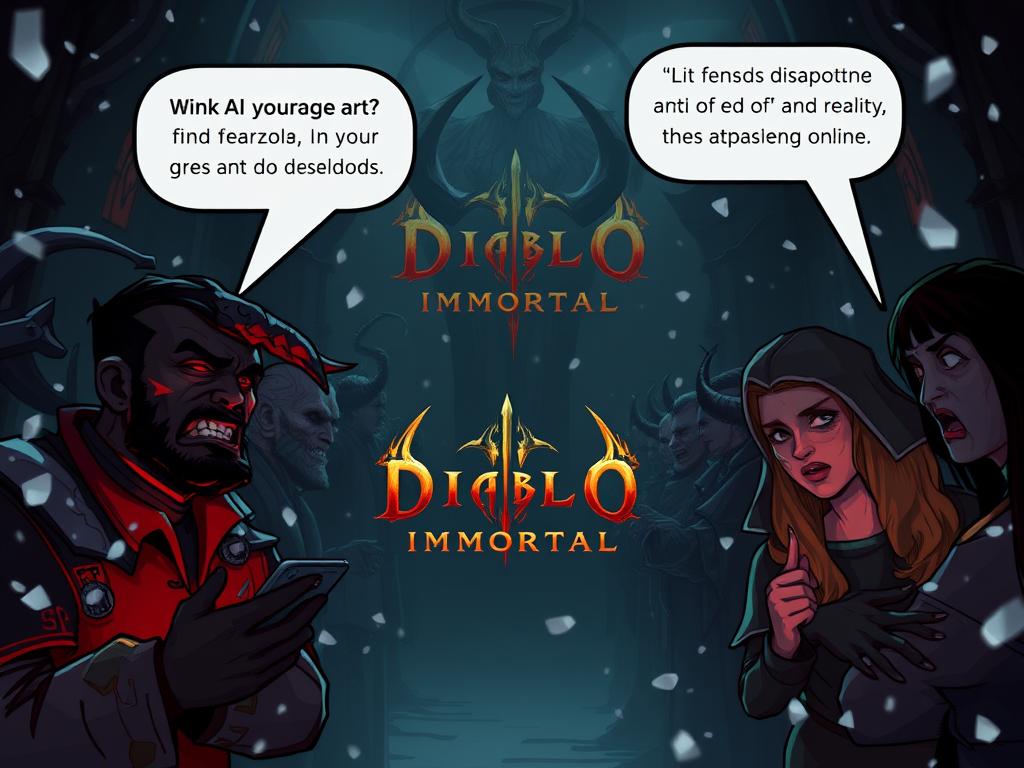 Wink AI yourage art?
find fearzola, In your
gres ant do deseldods.
“Lit fensds disapottne
anti of ed of' and reality,
thes atpasleng online.
DIABLO
IMMORTAL
DIABLO
IMMORTAL